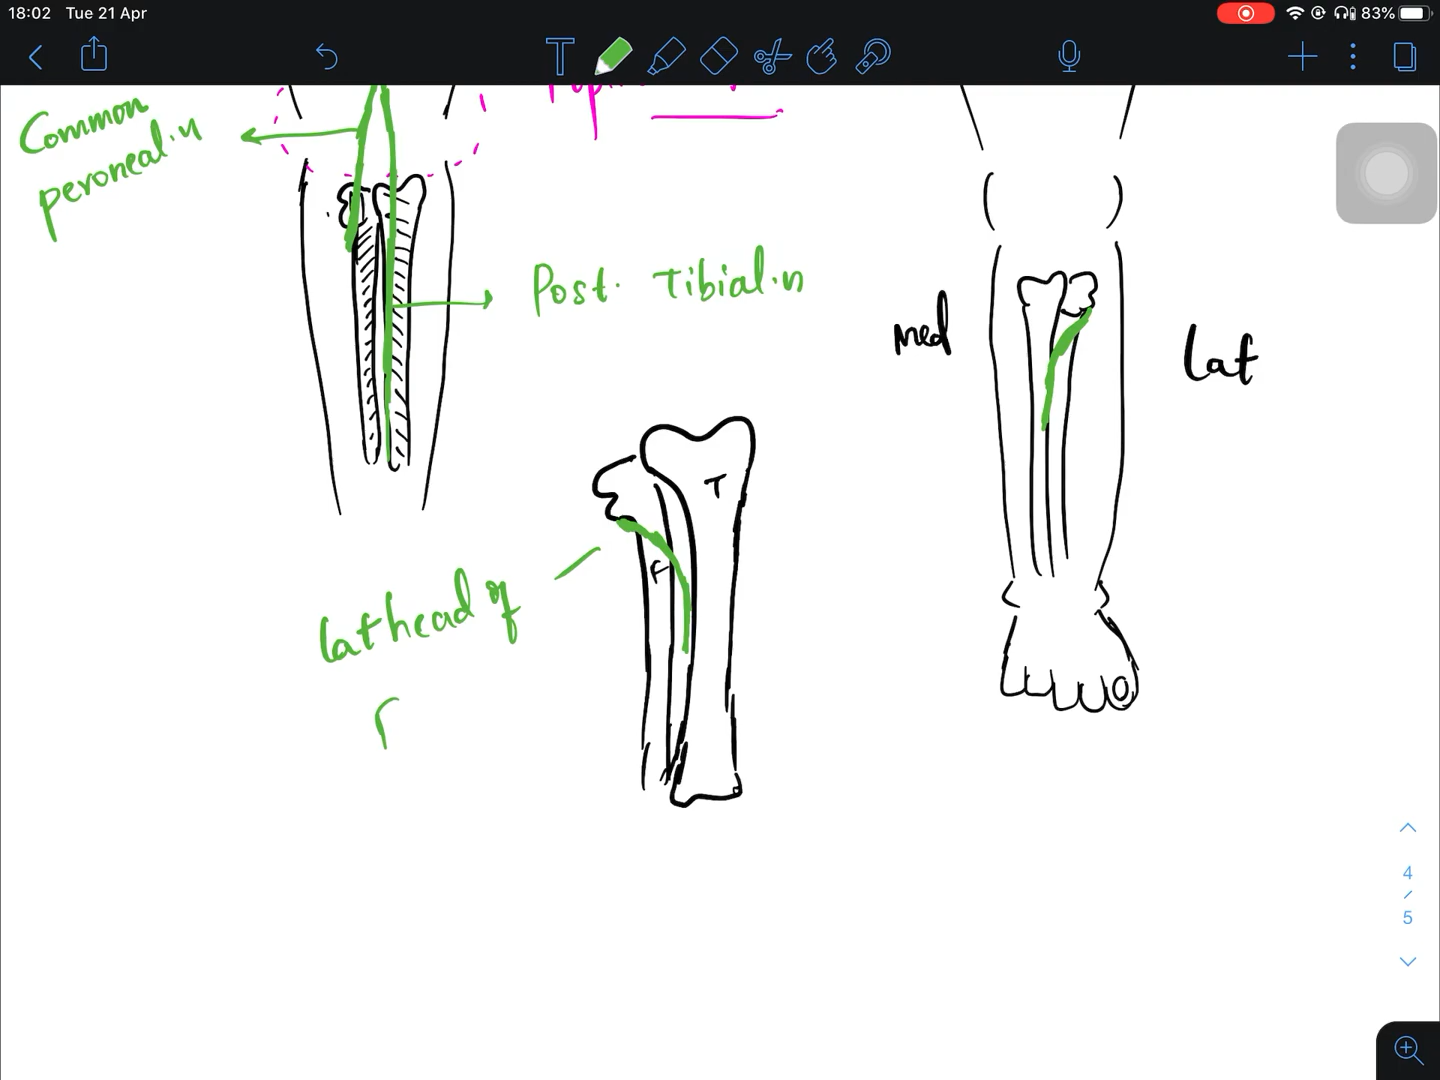 18:02 Tue 21 Apr
83%
T
Common
peroneal.n
Post. Tibial.n
med
lat
T
F
lat head of
4
5